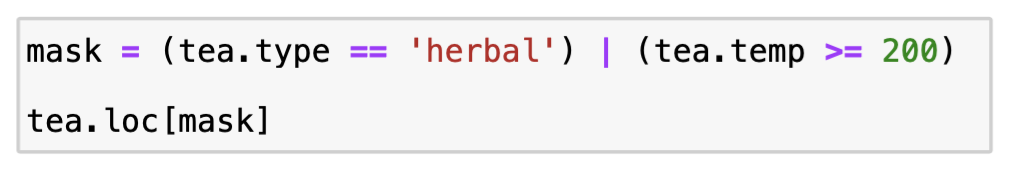 mask = (tea.type == 'herbal') | (tea.temp >= 200)
tea.loc[mask]